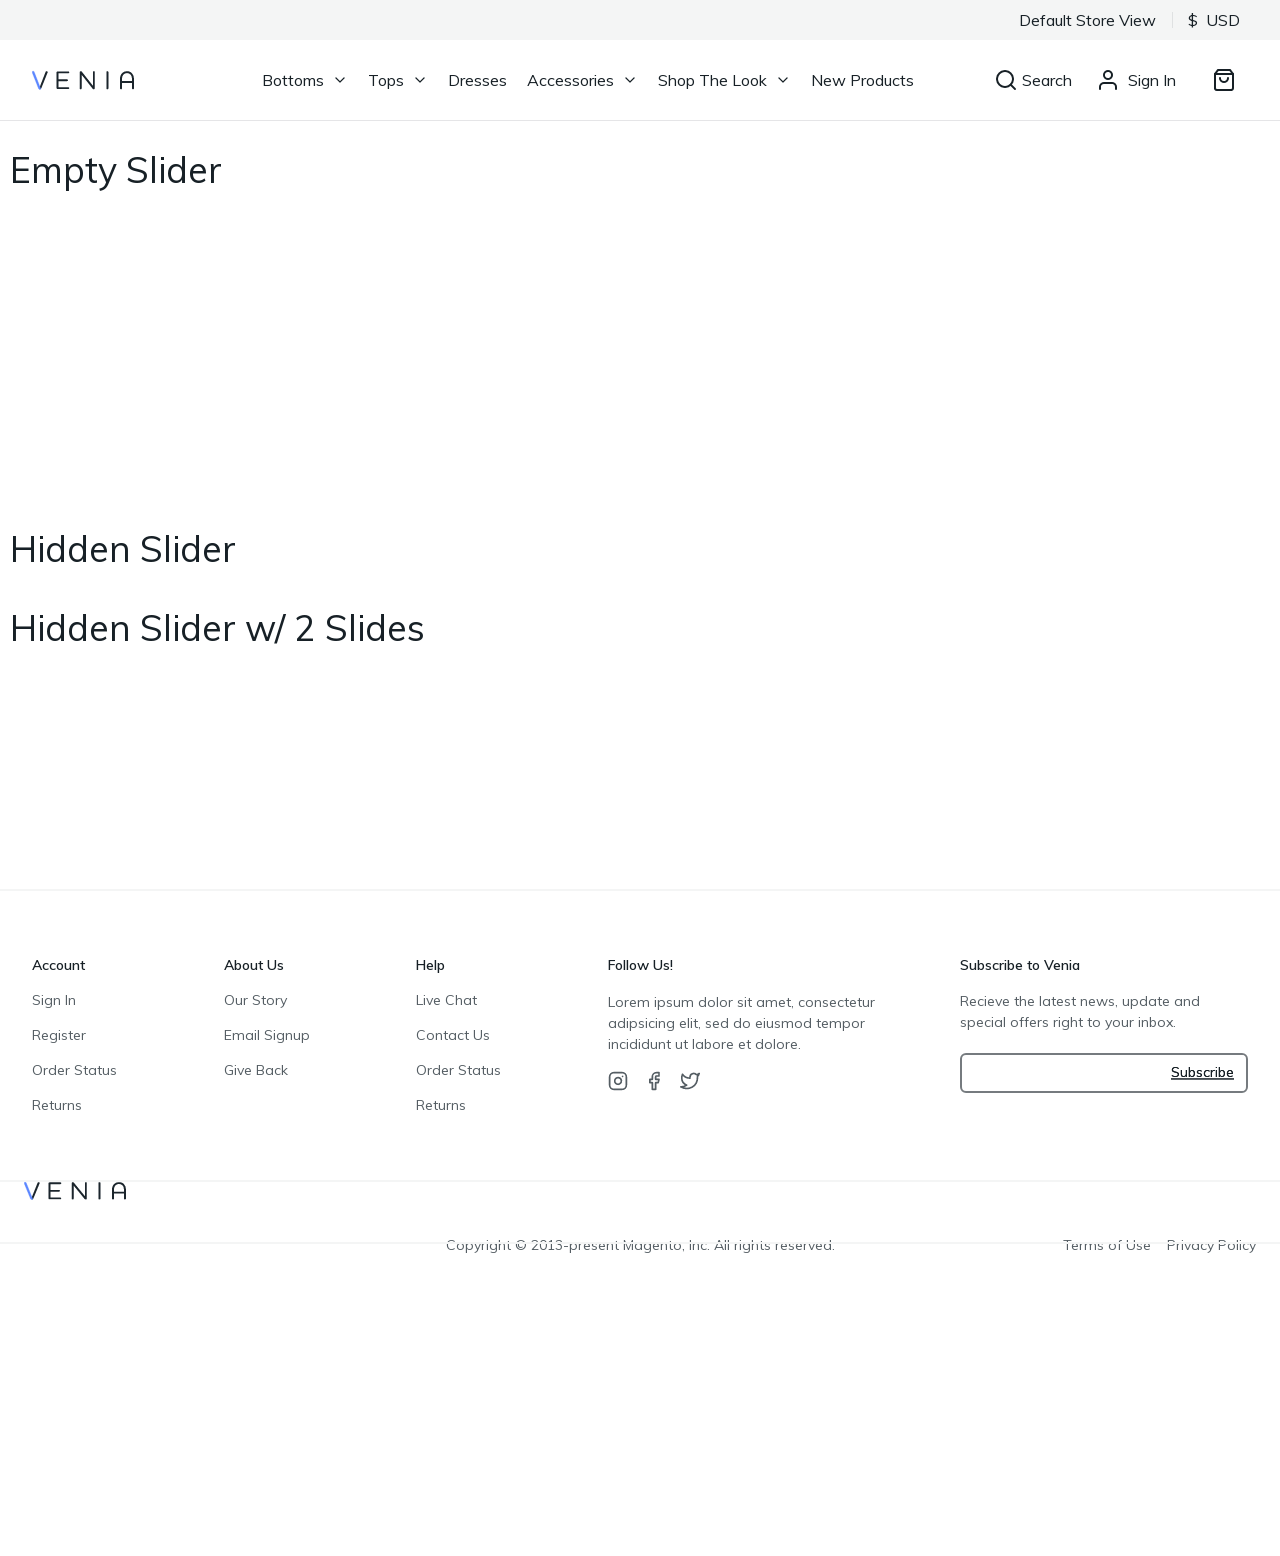 Default Store View
$ USD
VENIA
Bottoms
Tops
Dresses
Accessories
Shop The Look
New Products
Search
Sign In
Empty Slider
Hidden Slider
Hidden Slider w/ 2 Slides
Account
Sign In
Register
Order Status
Returns
About Us
Our Story
Email Signup
Give Back
Help
Live Chat
Contact Us
Order Status
Returns
Follow Us!
Lorem ipsum dolor sit amet, consectetur
adipsicing elit, sed do eiusmod tempor
incididunt ut labore et dolore.
Subscribe to Venia
Recieve the latest news, update and
special offers right to your inbox.
Subscribe
VENIA
Copyright © 2013-present Magento, Inc. All rights reserved.
Terms of Use
Privacy Policy